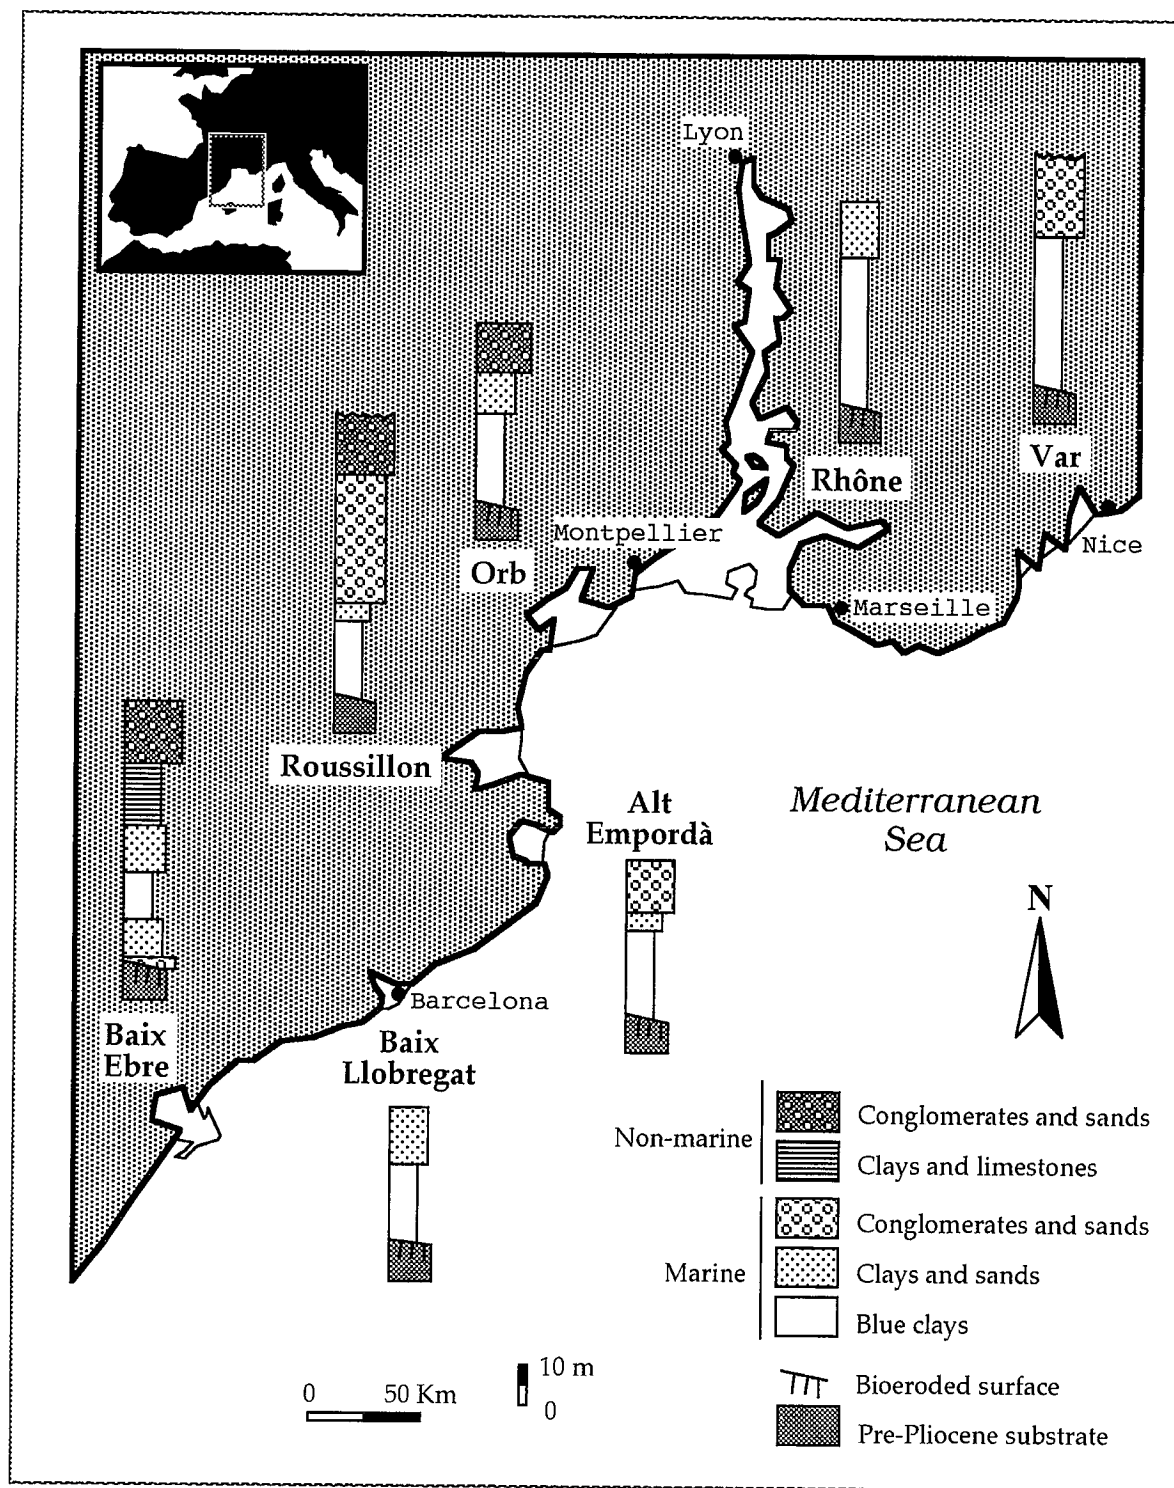 Lyon
Var
Rhône
Nice
Montpellier
Orb
Marseille
Roussillon
Alt
Empordà
Mediterranean
Sea
N
Barcelona
Baix
Ebre
Baix
Llobregat
Non-marine
Conglomerates and sands
Clays and limestones
Marine
Conglomerates and sands
Clays and sands
Blue clays
Bioeroded surface
Pre-Pliocene substrate
0 50 Km
10 m
0